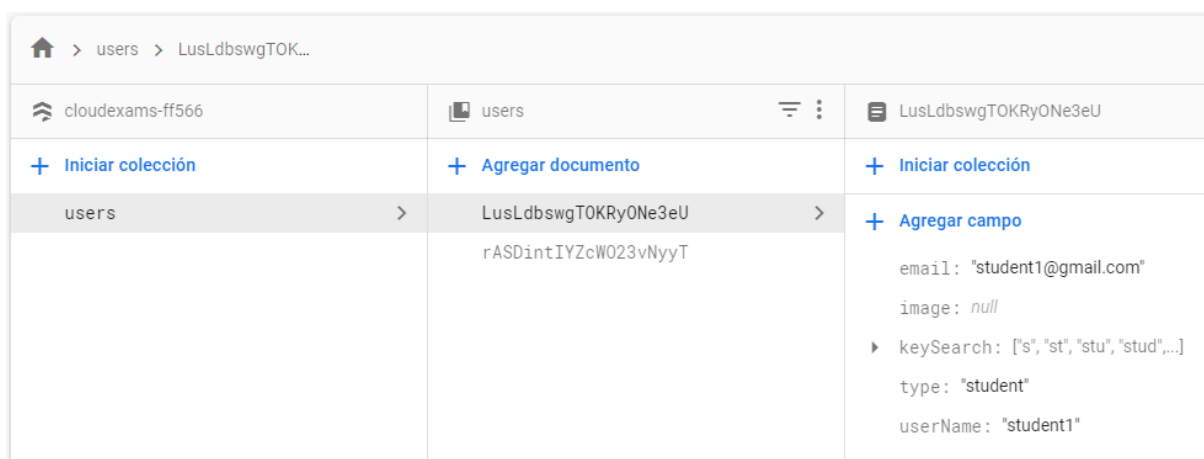 > users > LusLdbswgTOK...
cloudexams-ff566
users
LusLdbswgTOKRyONe3eU
+ Iniciar colección
+ Agregar documento
+ Iniciar colección
users >
LusLdbswgTOKRyONe3eU >
rASDintIYZcWO23vNyyT
+ Agregar campo
email: "student1@gmail.com"
image: null
keySearch: ["s", "st", "stu", "stud",...]
type: "student"
userName: "student1"